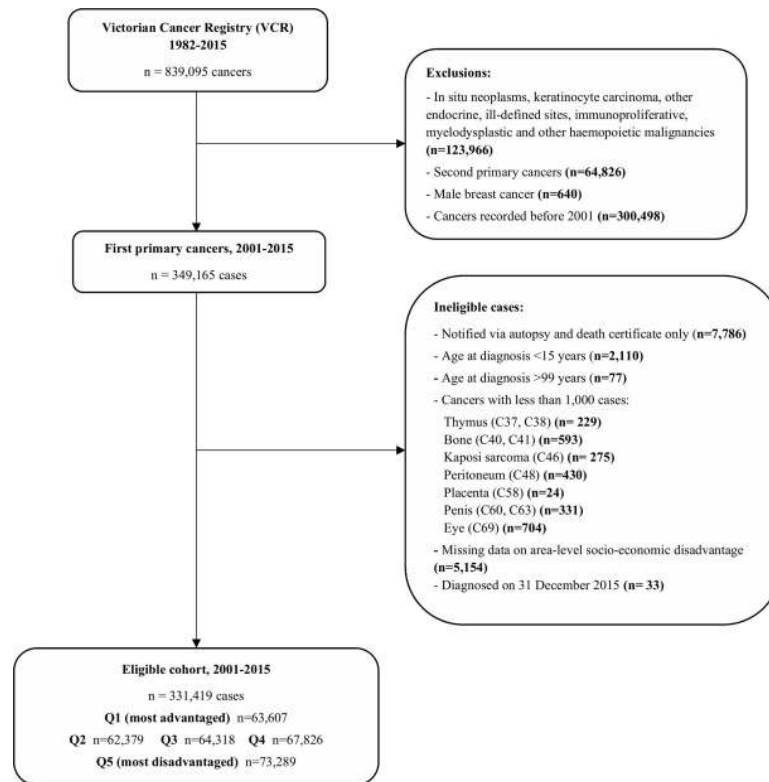 Victorian Cancer Registry (VCR)
1982-2015
n = 839,095 cancers
Exclusions:
- In situ neoplasms, keratinocyte carcinoma, other
endocrine, ill-defined sites, immunoproliferative,
myelodysplastic and other haemopoietic malignancies
(n=123,966)
- Second primary cancers (n=64,826)
- Male breast cancer (n=640)
- Cancers recorded before 2001 (n=300,498)
First primary cancers, 2001-2015
n = 349,165 cases
Ineligible cases:
- Notified via autopsy and death certificate only (n=7,786)
- Age at diagnosis <15 years (n=2,110)
- Age at diagnosis >99 years (n=77)
- Cancers with less than 1,000 cases:
Thymus (C37, C38) (n= 229)
Bone (C40, C41) (n=593)
Kaposi sarcoma (C46) (n= 275)
Peritoneum (C48) (n=430)
Placenta (C58) (n=24)
Penis (C60, C63) (n=331)
Eye (C69) (n=704)
- Missing data on area-level socio-economic disadvantage
(n=5,154)
- Diagnosed on 31 December 2015 (n= 33)
Eligible cohort, 2001-2015
n = 331,419 cases
Q1 (most advantaged) n=63,607
Q2 n=62,379 Q3 n=64,318 Q4 n=67,826
Q5 (most disadvantaged) n=73,289